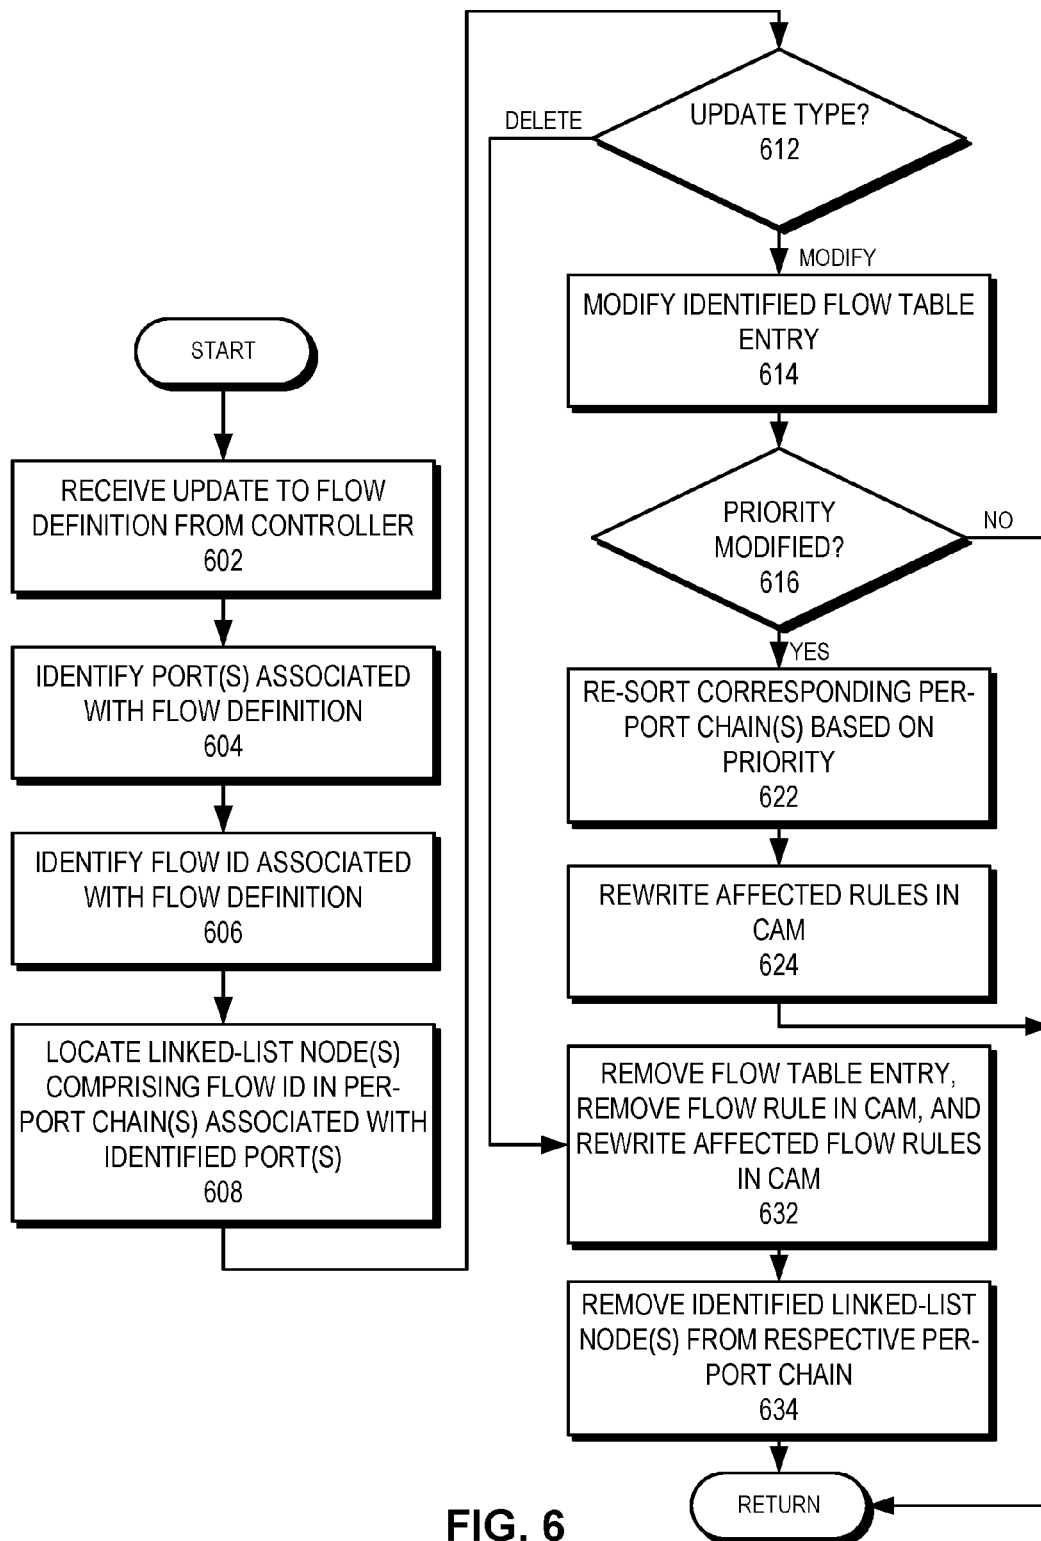 START
RECEIVE UPDATE TO FLOW
DEFINITION FROM CONTROLLER
602
IDENTIFY PORT(S) ASSOCIATED
WITH FLOW DEFINITION
604
IDENTIFY FLOW ID ASSOCIATED
WITH FLOW DEFINITION
606
LOCATE LINKED-LIST NODE(S)
COMPRISING FLOW ID IN PER-
PORT CHAIN(S) ASSOCIATED WITH
IDENTIFIED PORT(S)
608
UPDATE TYPE?
612
DELETE
MODIFY
MODIFY IDENTIFIED FLOW TABLE
ENTRY
614
PRIORITY
MODIFIED?
616
NO
YES
RE-SORT CORRESPONDING PER-
PORT CHAIN(S) BASED ON
PRIORITY
622
REWRITE AFFECTED RULES IN
CAM
624
REMOVE FLOW TABLE ENTRY,
REMOVE FLOW RULE IN CAM, AND
REWRITE AFFECTED FLOW RULES
IN CAM
632
REMOVE IDENTIFIED LINKED-LIST
NODE(S) FROM RESPECTIVE PER-
PORT CHAIN
634
RETURN
FIG. 6